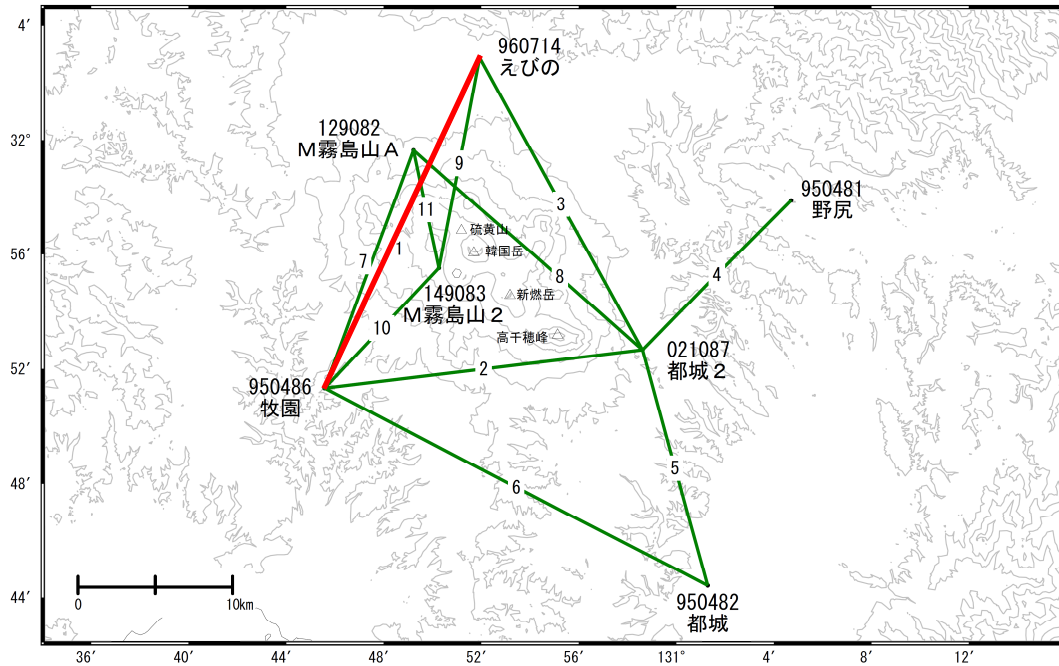 4′
960714
えびの
129082
M霧島山A
32°
9
950481
野尻
11
3
硫黄山
56′
1
韓国岳
7
8
4
149083
M霧島山2
新燃岳
10
高千穂峰
021087
都城2
52′
2
950486
牧園
5
48′
6
0
10km
44′
950482
都城
36′
40′
44′
48′
52′
56′
131°
4′
8′
12′